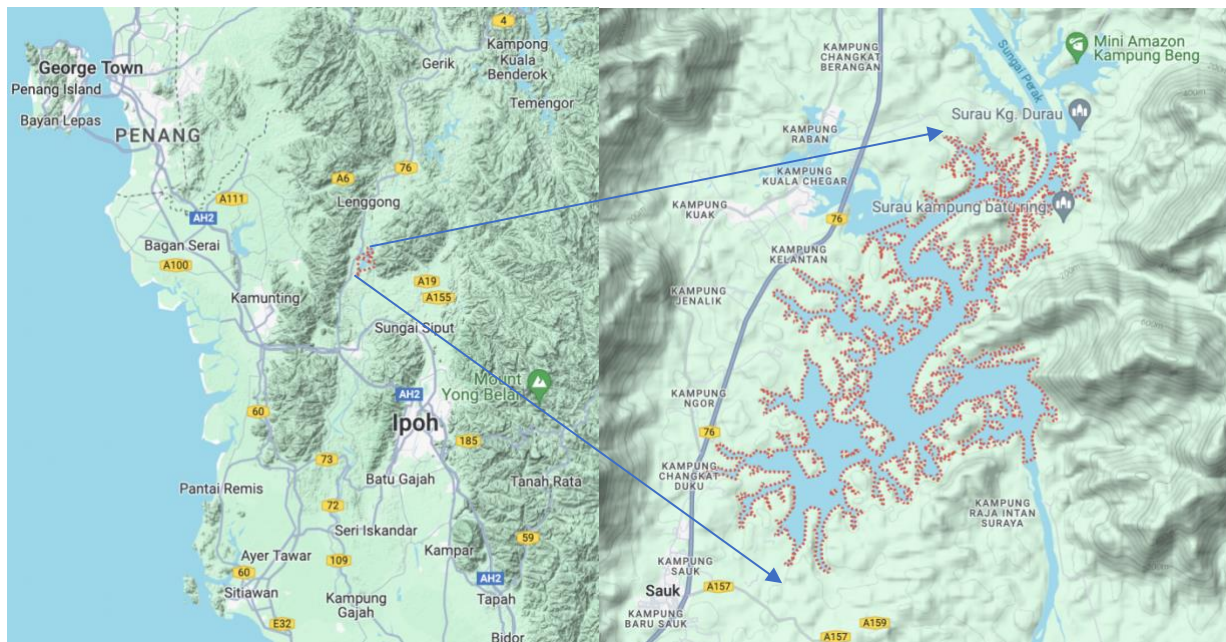 4
Kampong
Kuala
Benderok
Gerik
George Town
Penang Island
Temengor
Bayan Lepas
PENANG
76
A6
A111
Lenggong
AH2
Bagan Serai
A100
A19
Kamunting
A155
Sungai Siput
Mount
Yong Belar
AH2
60
Ipoh
185
73
Batu Gajah
Tanah Rata
Pantai Remis
72
Seri Iskandar
59
Kampar
Ayer Tawar
109
60
AH2
Sitiawan
Kampung
Gajah
Tapah
E32
Bidor
Mini Amazon
Kampung Beng
KAMPUNG
CHANGKAT
BERANGAN
Sungai Perak
200m
400m
Surau Kg. Durau
KAMPUNG
RABAN
KAMPUNG
KUALA CHEGAR
KAMPUNG
KUAK
Surau kampung batu ring
76
KAMPUNG
KELANTAN
KAMPUNG
JENALIK
600m
KAMPUNG
NGOR
76
KAMPUNG
CHANGKAT
DUKU
KAMPUNG
RAJA INTAN
SURAYA
KAMPUNG
SAUK
Sauk
A157
KAMPUNG
BARU SAUK
A157
A159